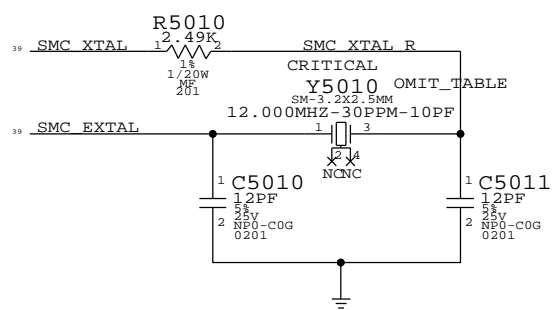 R5010
2.49K
39 SMC_XTAL 1 2 SMC_XTAL_R
1%
1/20W
MF
201
CRITICAL
Y5010 OMIT_TABLE
SM-3.2X2.5MM
12.000MHZ-30PPM-10PF
39 SMC_EXTAL 1 3
2 4
NC NC
1 C5010
12PF
5%
25V
2 NP0-C0G
0201
1 C5011
12PF
5%
25V
2 NP0-C0G
0201